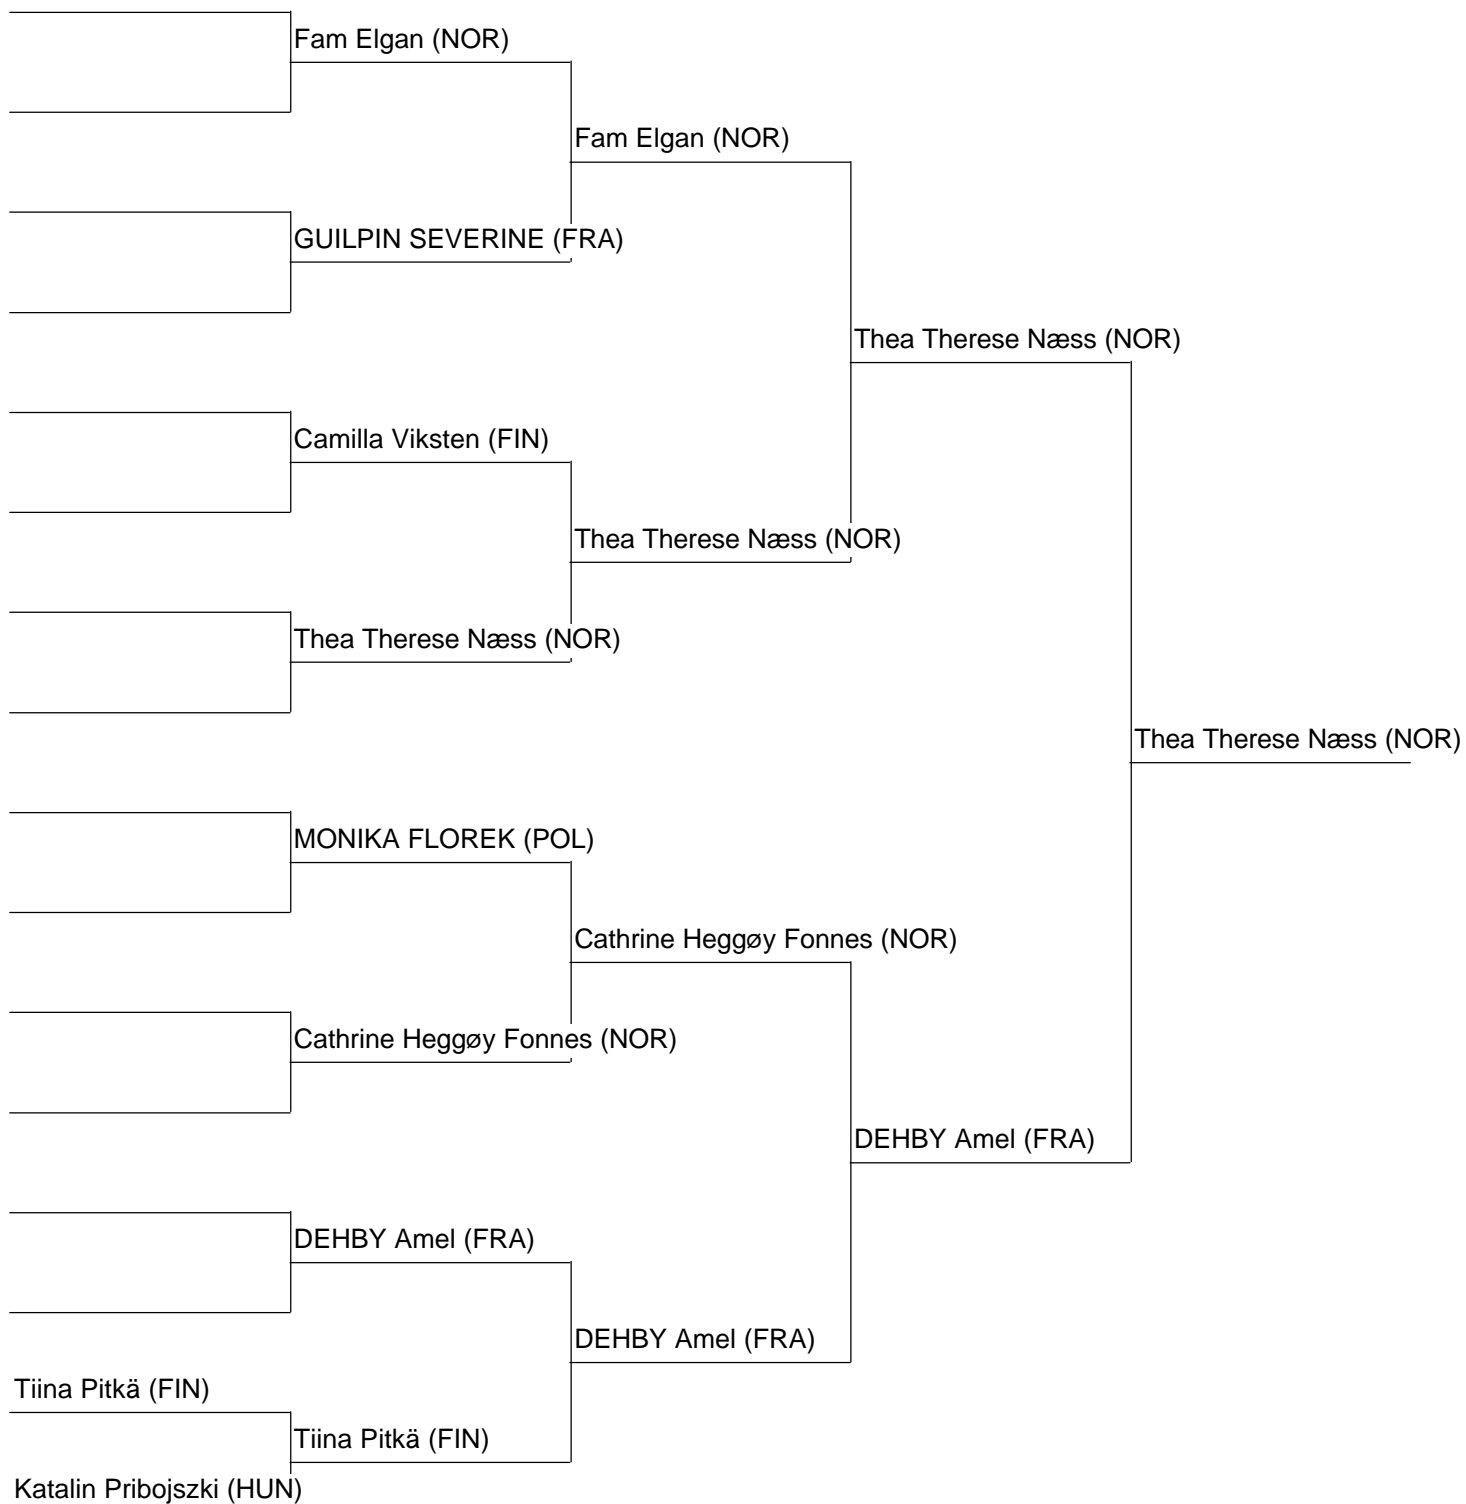 Fam Elgan (NOR)
Fam Elgan (NOR)
GUILPIN SEVERINE (FRA)
Thea Therese Næss (NOR)
Camilla Viksten (FIN)
Thea Therese Næss (NOR)
Thea Therese Næss (NOR)
Thea Therese Næss (NOR)
MONIKA FLOREK (POL)
Cathrine Heggøy Fonnes (NOR)
Cathrine Heggøy Fonnes (NOR)
DEHBY Amel (FRA)
DEHBY Amel (FRA)
DEHBY Amel (FRA)
Tiina Pitkä (FIN)
Tiina Pitkä (FIN)
Katalin Pribojszki (HUN)